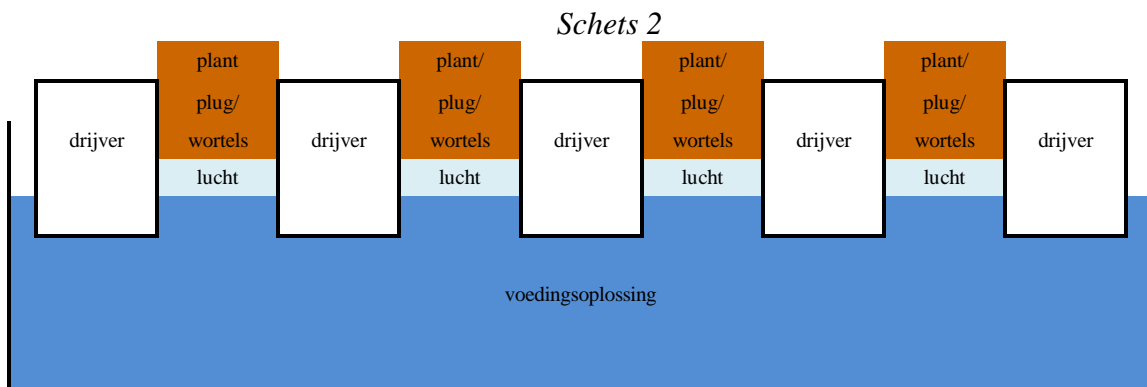 Schets 2
plant plant/ plant/ plant/
plug/ plug/ plug/ plug/
drijver wortels drijver wortels drijver wortels drijver wortels drijver
lucht lucht lucht lucht
voedingsoplossing